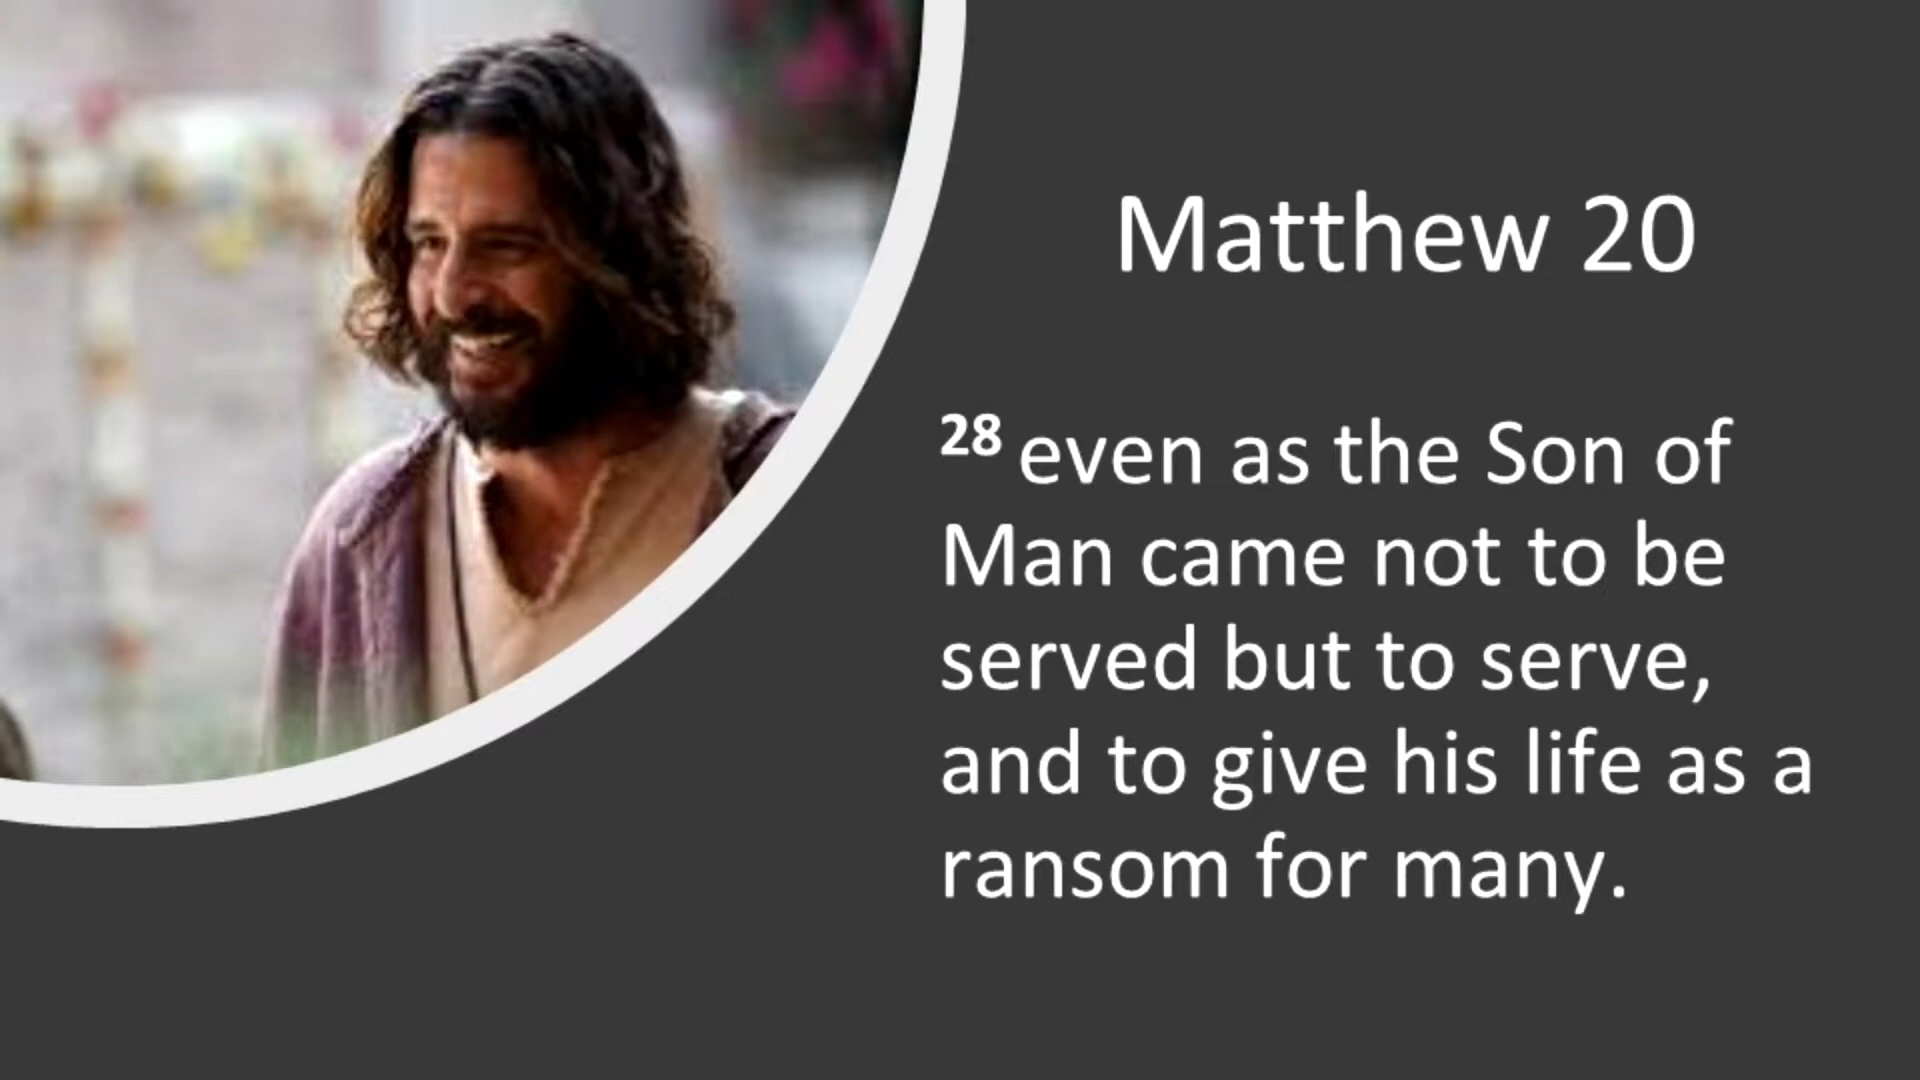 Matthew 20
28 even as the Son of
Man came not to be
served but to serve,
and to give his life as a
ransom for many.